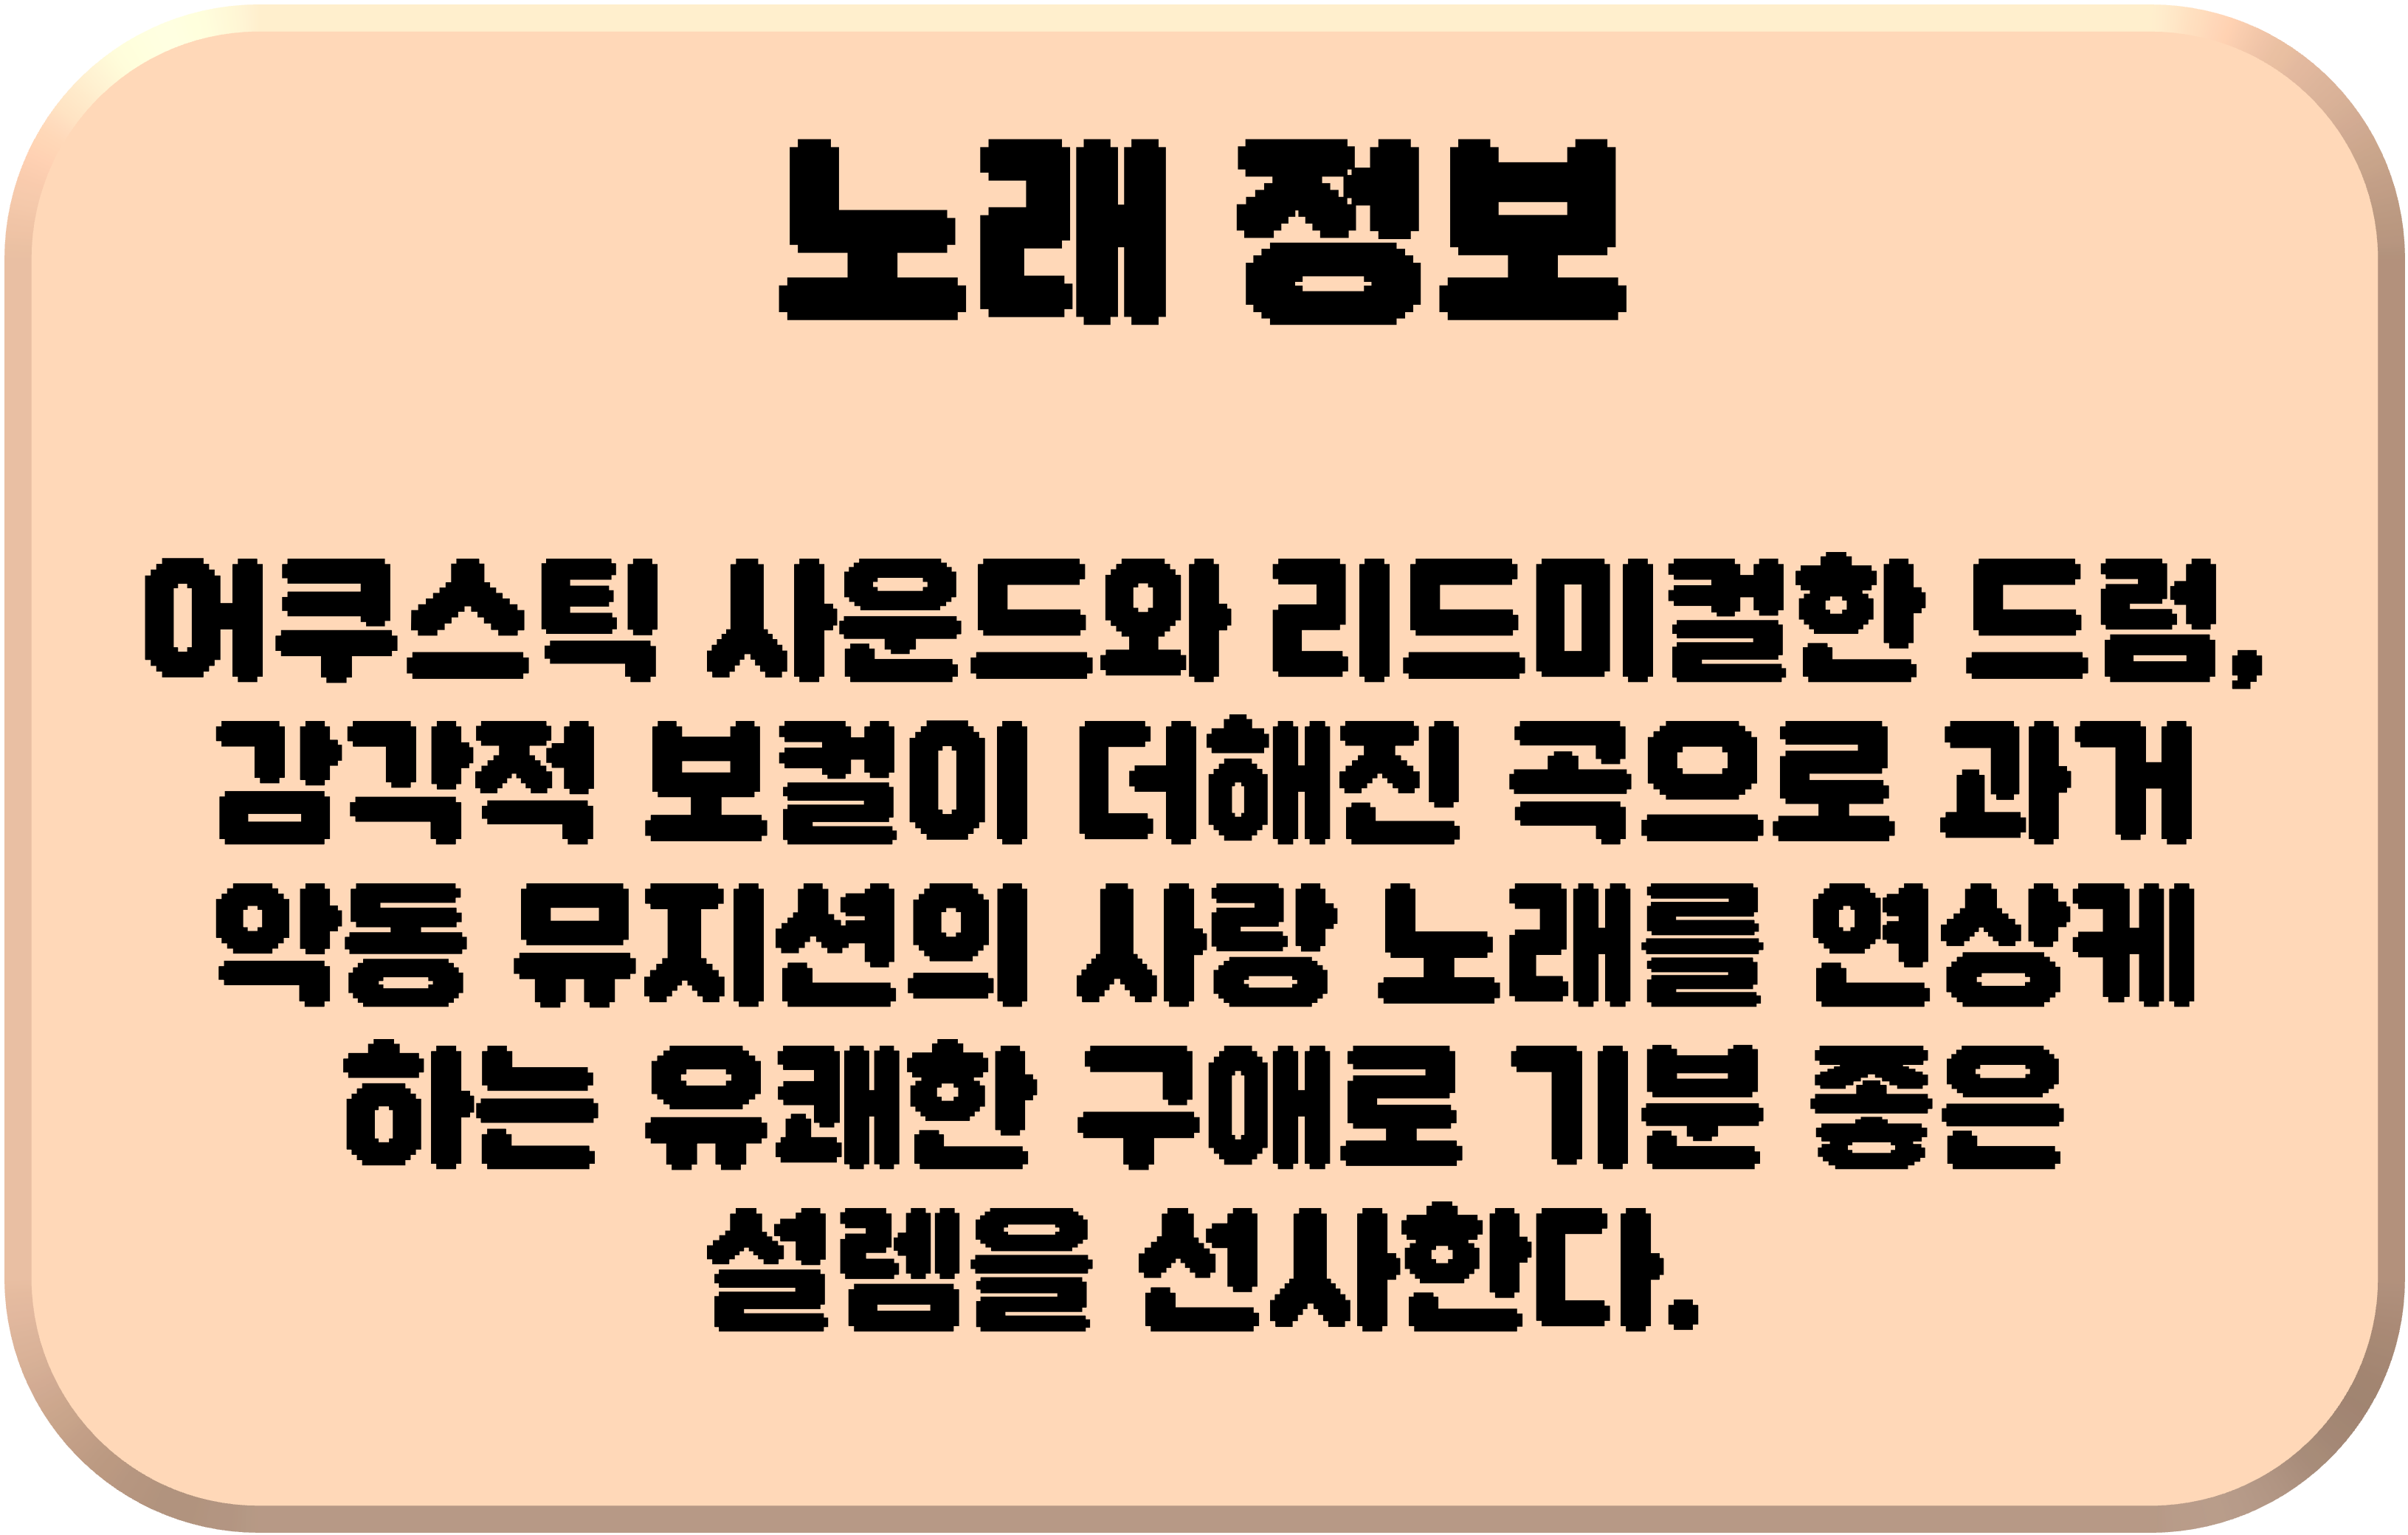 노래 정보
어쿠스틱 사운드와 리드미컬한 드럼,
감각적 보컬이 더해진 곡으로 과거
악동 뮤지션의 사랑 노래를 연상케
하는 유쾌한 구애로 기분 좋은
설렘을 선사한다.